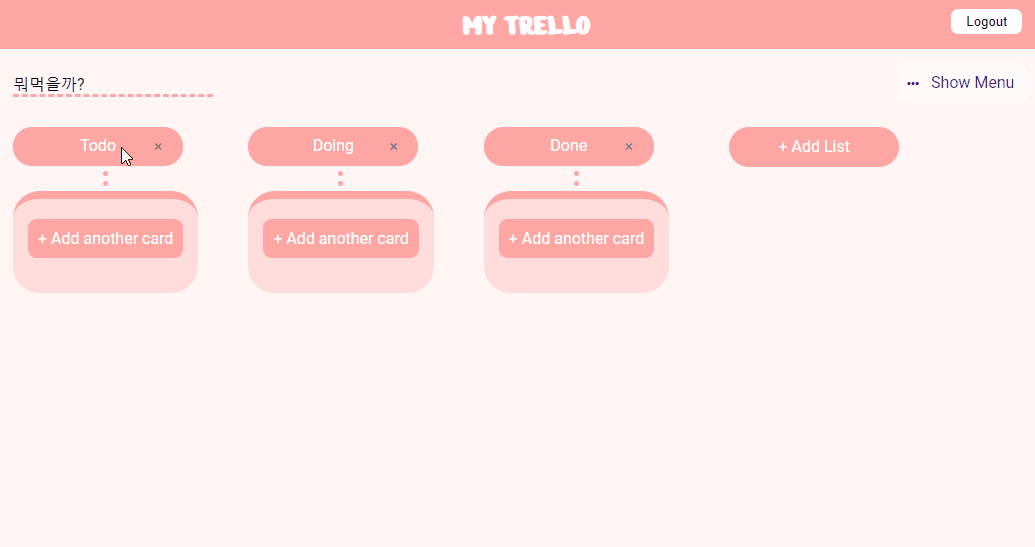 MY TRELLO
Logout
뭐먹을까?
••• Show Menu
Todo ×
Doing ×
Done ×
+ Add List
+ Add another card
+ Add another card
+ Add another card